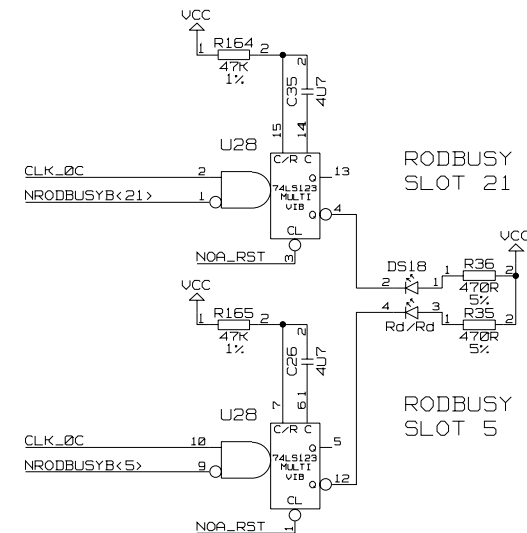 VCC
1 R164 2
47K
1%
2
C35
4U7
15
14
U28
C/R C
CLK_0C 2
NRODBUSYB<21> 1
Q 13
74LS123
MULTI
VIB
Q 4
CL
3
NOA_RST
RODBUSY
SLOT 21
VCC
DS18
2 1
1 R36 2
470R
5%
4 3
Rd/Rd
1 R35 2
470R
5%
VCC
1 R165 2
47K
1%
2
C26
4U7
1
7
6
U28
C/R C
CLK_0C 10
NRODBUSYB<5> 9
Q 5
74LS123
MULTI
VIB
Q 12
CL
1
NOA_RST
RODBUSY
SLOT 5